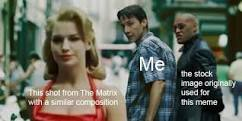 Me
This shot from The Matrix
with a similar composition
the stock
image originally
used for
this meme